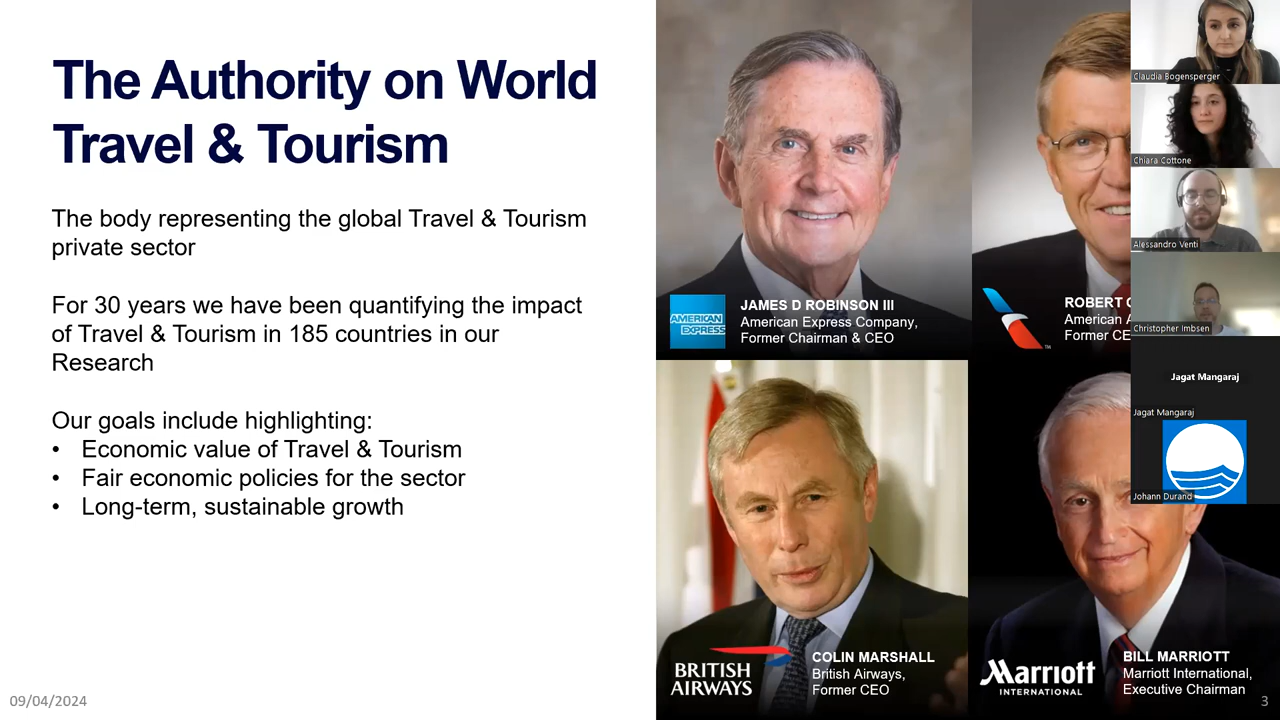 The Authority on World
Travel & Tourism
The body representing the global Travel & Tourism
private sector
For 30 years we have been quantifying the impact
of Travel & Tourism in 185 countries in our
Research
Our goals include highlighting:
• Economic value of Travel & Tourism
• Fair economic policies for the sector
• Long-term, sustainable growth
09/04/2024
AMERICAN
EXPRESS
JAMES D ROBINSON III
American Express Company,
Former Chairman & CEO
ROBERT
American
Former
TM
BRITISH
AIRWAYS
COLIN MARSHALL
British Airways,
Former CEO
Marriott
INTERNATIONAL
BILL MARRIOTT
Marriott International,
Executive Chairman
3
Claudia Bogensperger
Chiara Cottone
Alessandro Venti
Christopher Imbsen
Jagat Mangaraj
Jagat Mangaraj
Johann Durand